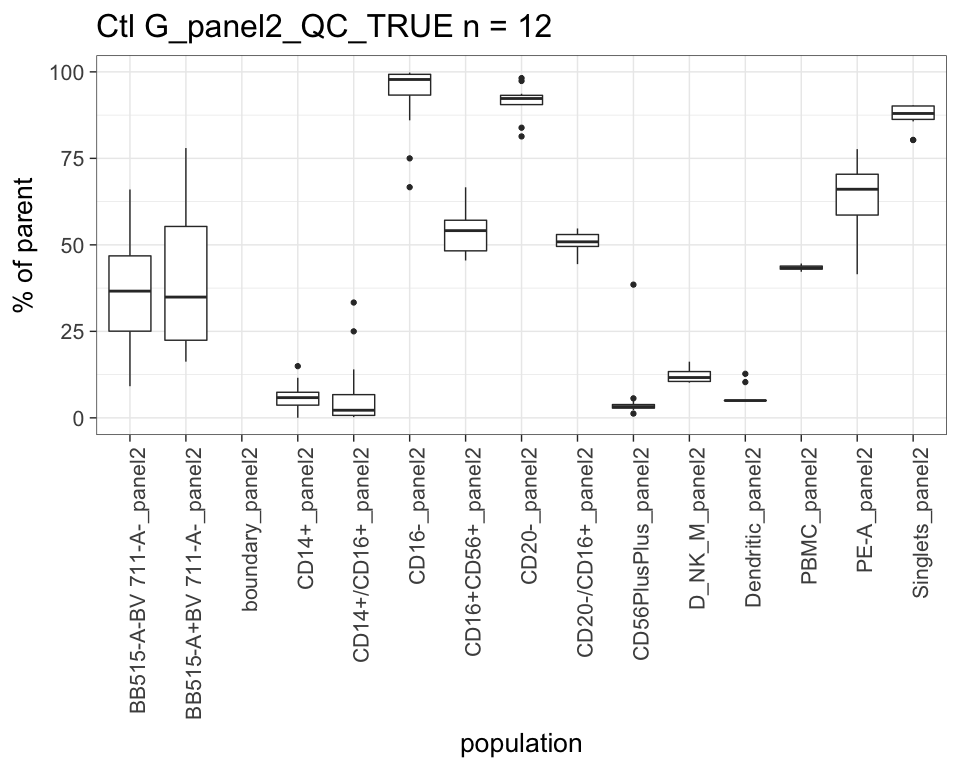 Ctl G_panel2_QC_TRUE n = 12
% of parent
100
75
50
25
0
BB515-A-BV 711-A-_panel2
BB515-A+BV 711-A-_panel2
boundary_panel2
CD14+_panel2
CD14+/CD16+_panel2
CD16-_panel2
CD16+CD56+_panel2
CD20-_panel2
CD20-/CD16+_panel2
CD56PlusPlus_panel2
D_NK_M_panel2
Dendritic_panel2
PBMC_panel2
PE-A_panel2
Singlets_panel2
population